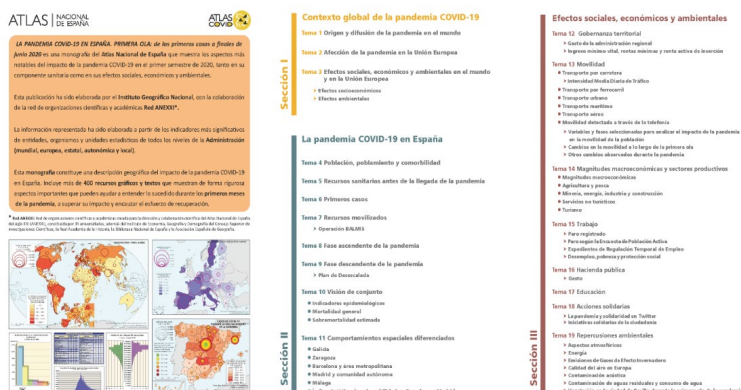 ATLAS NACIONAL DE ESPAÑA
ATLAS COVID
LA PANDEMIA COVID-19 EN ESPAÑA. PRIMERA OLA: de los primeros casos a finales de
junio 2020 es una monografía del Atlas Nacional de España que muestra los aspectos más
notables del impacto de la pandemia COVID-19 en el primer semestre de 2020, tanto en su
componente sanitaria como en sus efectos sociales, económicos y ambientales.
Esta publicación ha sido elaborada por el Instituto Geográfico Nacional, con la colaboración
de la red de organizaciones científicas y académicas Red ANEXXI*.
La información representada ha sido elaborada a partir de los indicadores más significativos
de entidades, organismos y unidades estadísticas de todos los niveles de la Administración
(mundial, europea, estatal, autonómica y local).
Esta monografía constituye una descripción geográfica del impacto de la pandemia COVID-19
en España. Incluye más de 400 recursos gráficos y textos que muestran de forma rigurosa
aspectos importantes que pueden ayudar a entender lo sucedido durante los primeros meses
de la pandemia, a superar su impacto y encauzar el esfuerzo de recuperación.
Sección I
Contexto global de la pandemia COVID-19
Tema 1 Origen y difusión de la pandemia en el mundo
Tema 2 Afección de la pandemia en la Unión Europea
Tema 3 Efectos sociales, económicos y ambientales en el mundo
y en la Unión Europea
> Efectos socioeconómicos
> Efectos ambientales
Sección II
La pandemia COVID-19 en España
Tema 4 Población, poblamiento y comorbilidad
Tema 5 Recursos sanitarios antes de la llegada de la pandemia
Tema 6 Primeros casos
Tema 7 Recursos movilizados
> Operación BALMIS
Tema 8 Fase ascendente de la pandemia
Tema 9 Fase descendente de la pandemia
> Plan de Desescalada
Tema 10 Visión de conjunto
Indicadores epidemiológicos
Mortalidad general
Sobremortalidad estimada
Tema 11 Comportamientos espaciales diferenciados
Galicia
Zaragoza
Barcelona y área metropolitana
Madrid y comunidad autónoma
Málaga
Sección III
Efectos sociales, económicos y ambientales
Tema 12 Gobernanza territorial
> Gasto de la administración regional
> Ingreso mínimo vital, rentas mínimas y renta activa de inserción
Tema 13 Movilidad
Transporte por carretera
> Intensidad Media Diaria de Tráfico
Transporte por ferrocarril
Transporte urbano
Transporte marítimo
Transporte aéreo
Movilidad detectada a través de la telefonía
> Variables y fases seleccionadas para analizar el impacto de la pandemia
en la movilidad de la población
> Cambios en la movilidad a lo largo de la primera ola
> Otros cambios observados durante la pandemia
Tema 14 Magnitudes macroeconómicas y sectores productivos
Magnitudes macroeconómicas
Agricultura y pesca
Minería, energía, industria y construcción
Servicios no turísticos
Turismo
Tema 15 Trabajo
> Paro registrado
> Paro según la Encuesta de Población Activa
> Expedientes de Regulación Temporal de Empleo
> Desempleo, pobreza y protección social
Tema 16 Hacienda pública
> Gasto
Tema 17 Educación
Tema 18 Acciones solidarias
> La pandemia y solidaridad en Twitter
> Iniciativas solidarias de la ciudadanía
Tema 19 Repercusiones ambientales
> Aspectos atmosféricos
> Energía
> Emisiones de Gases de Efecto Invernadero
> Calidad del aire en Europa
> Contaminación acústica
> Contaminación de aguas residuales y consumo de agua